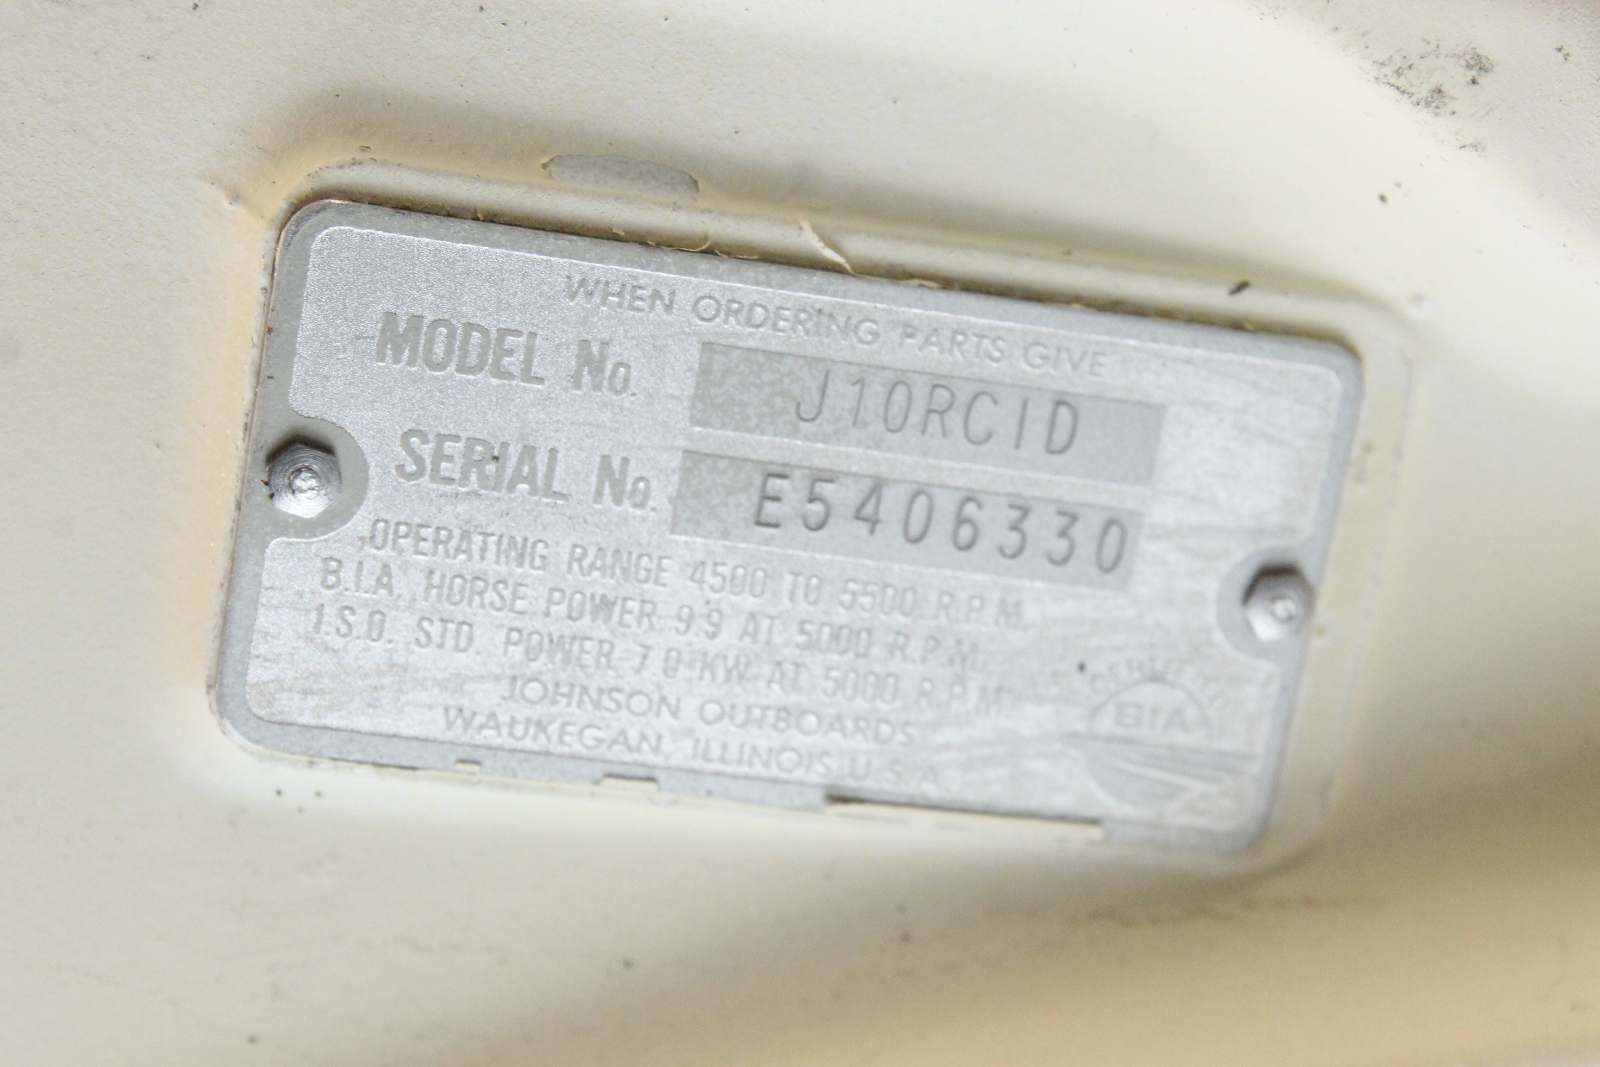 WHEN ORDERING PARTS GIVE
MODEL No. J10RCID
SERIAL No. E5406330
OPERATING RANGE 4500 TO 5500 R.P.M.
B.I.A. HORSE POWER 9.9 AT 5000 R.P.M.
I.S.O. STD. POWER 7.0 KW AT 5000 R.P.M.
JOHNSON OUTBOARDS
WAUKEGAN, ILLINOIS U.S.A.
CERTIFIED
BIA